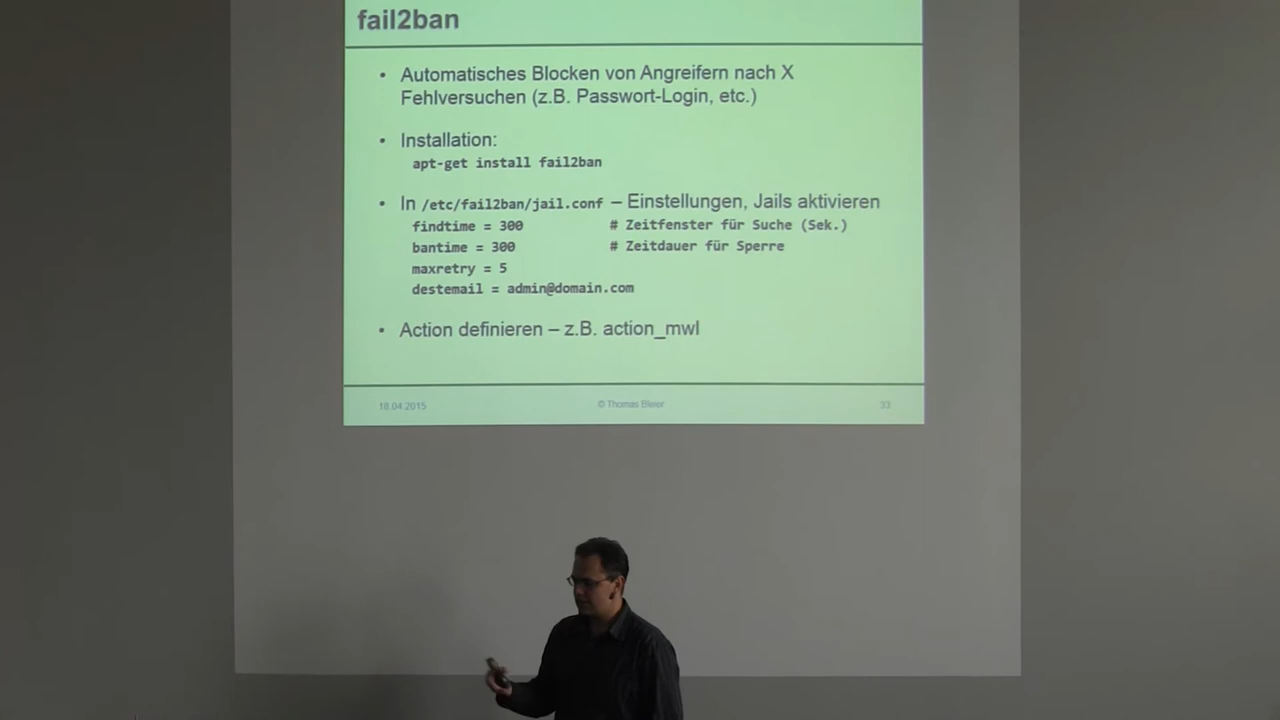 fail2ban
• Automatisches Blocken von Angreifern nach X
Fehlversuchen (z.B. Passwort-Login, etc.)
• Installation:
apt-get install fail2ban
• In /etc/fail2ban/jail.conf – Einstellungen, Jails aktivieren
findtime = 300 # Zeitfenster für Suche (Sek.)
bantime = 300 # Zeitdauer für Sperre
maxretry = 5
destemail = admin@domain.com
• Action definieren – z.B. action_mwl
18.04.2015 © Thomas Bleier 33